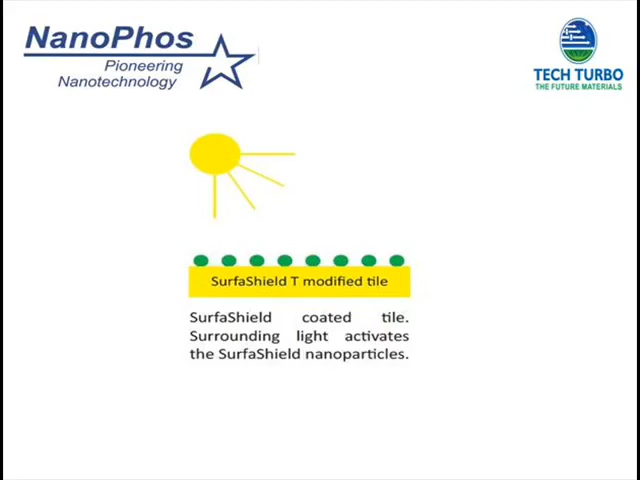 NanoPhos
Pioneering
Nanotechnology
TECH TURBO
THE FUTURE MATERIALS
SurfaShield T modified tile
SurfaShield coated tile.
Surrounding light activates
the SurfaShield nanoparticles.